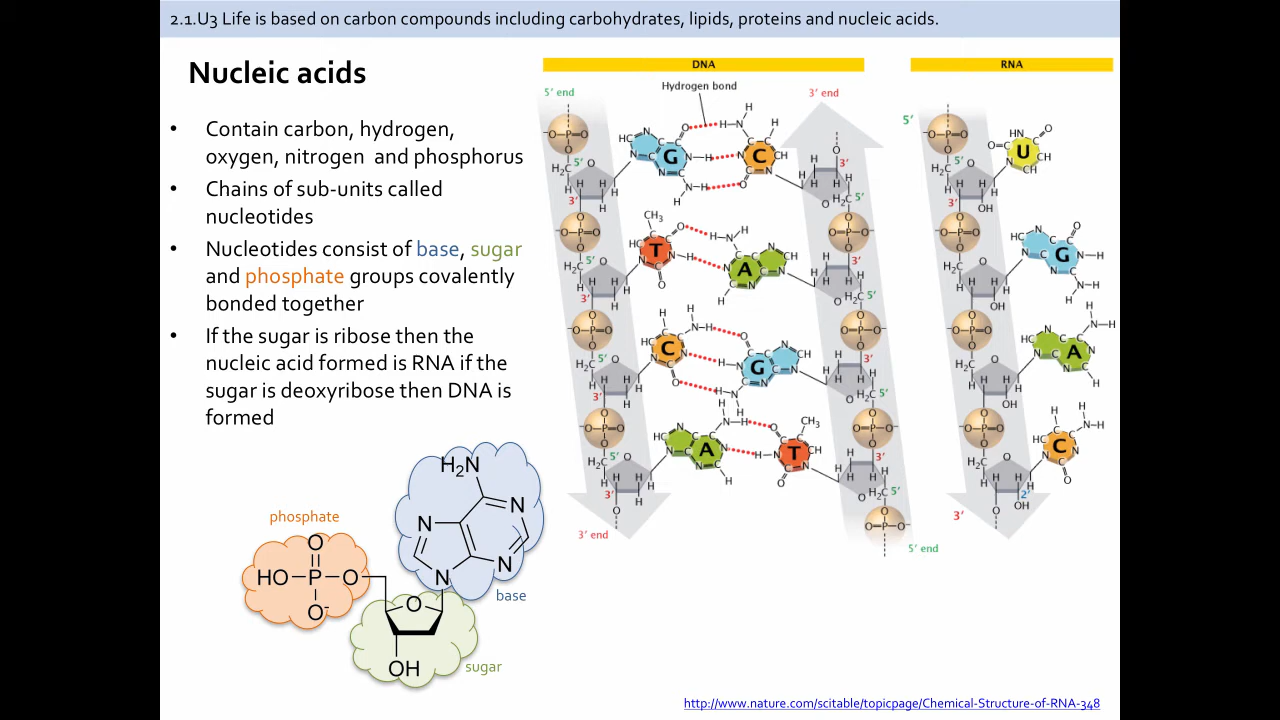 2.1.U3 Life is based on carbon compounds including carbohydrates, lipids, proteins and nucleic acids.
Nucleic acids
• Contain carbon, hydrogen,
oxygen, nitrogen and phosphorus
• Chains of sub-units called
nucleotides
• Nucleotides consist of base, sugar
and phosphate groups covalently
bonded together
• If the sugar is ribose then the
nucleic acid formed is RNA if the
sugar is deoxyribose then DNA is
formed
phosphate
O
HO P O
O-
H₂N
N
N
N
N
base
O
OH
sugar
DNA
Hydrogen bond
5′ end
3′ end
G
C
T
A
C
G
A
T
3′ end
5′ end
RNA
5′
U
G
A
C
2′
OH
3′
http://www.nature.com/scitable/topicpage/Chemical-Structure-of-RNA-348